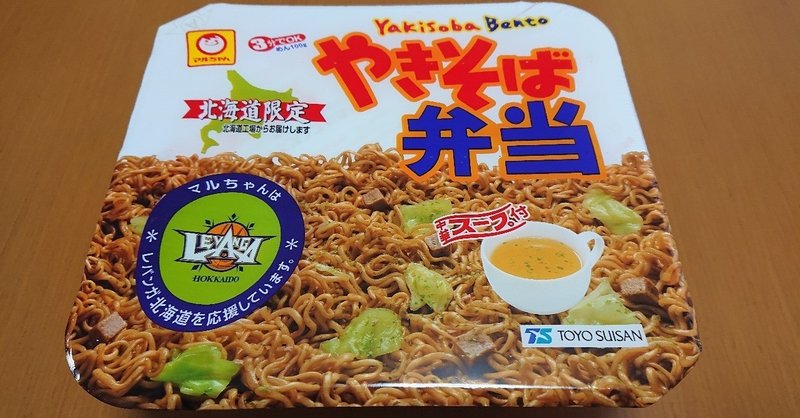 Yakisoba Bento
マルちゃん
3分でOK
めん100g
やきそば
弁当
北海道限定
北海道工場からお届けします
マルちゃんは
LEVANGA
HOKKAIDO
＊レバンガ北海道を応援しています。＊
中華スープ付
TS TOYO SUISAN